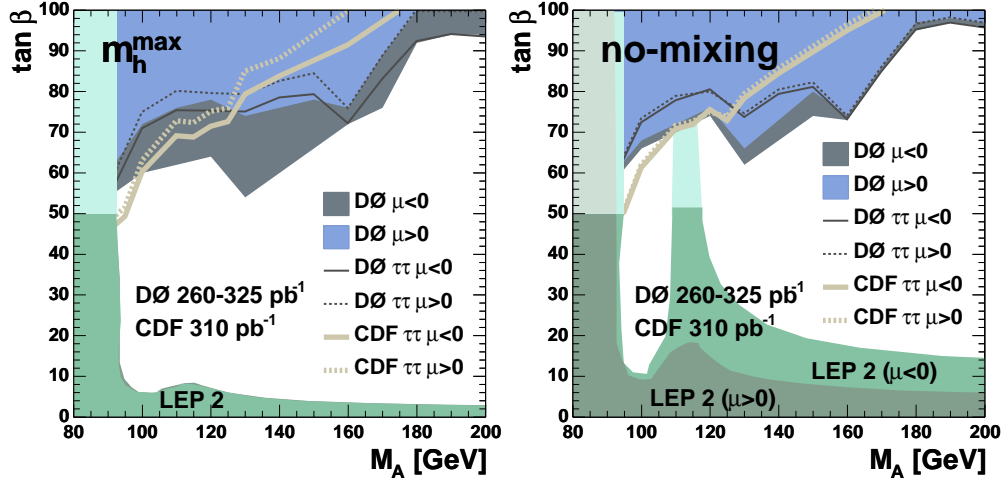 tan β
100
90
80
70
60
50
40
30
20
10
0
m_h^max
DØ μ<0
DØ μ>0
DØ ττ μ<0
DØ ττ μ>0
CDF ττ μ<0
CDF ττ μ>0
DØ 260-325 pb⁻¹
CDF 310 pb⁻¹
LEP 2
80 100 120 140 160 180 200
M_A [GeV]
tan β
100
90
80
70
60
50
40
30
20
10
0
no-mixing
DØ μ<0
DØ μ>0
DØ ττ μ<0
DØ ττ μ>0
CDF ττ μ<0
CDF ττ μ>0
DØ 260-325 pb⁻¹
CDF 310 pb⁻¹
LEP 2 (μ<0)
LEP 2 (μ>0)
80 100 120 140 160 180 200
M_A [GeV]